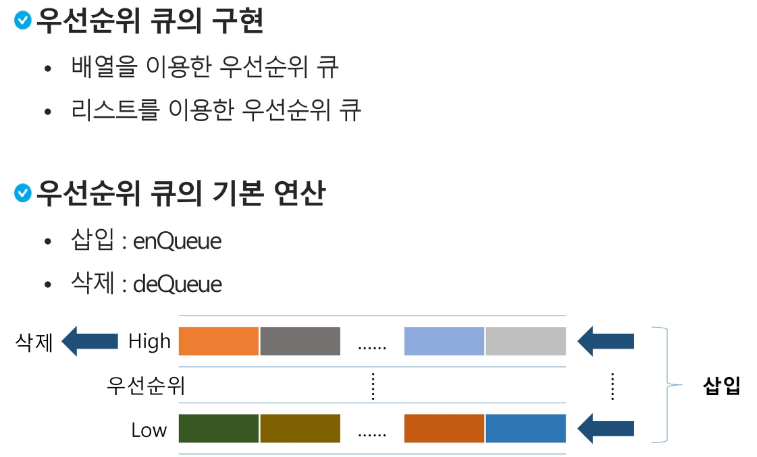 우선순위 큐의 구현
• 배열을 이용한 우선순위 큐
• 리스트를 이용한 우선순위 큐
우선순위 큐의 기본 연산
• 삽입 : enQueue
• 삭제 : deQueue
삭제 High ......
우선순위 삽입
Low ......